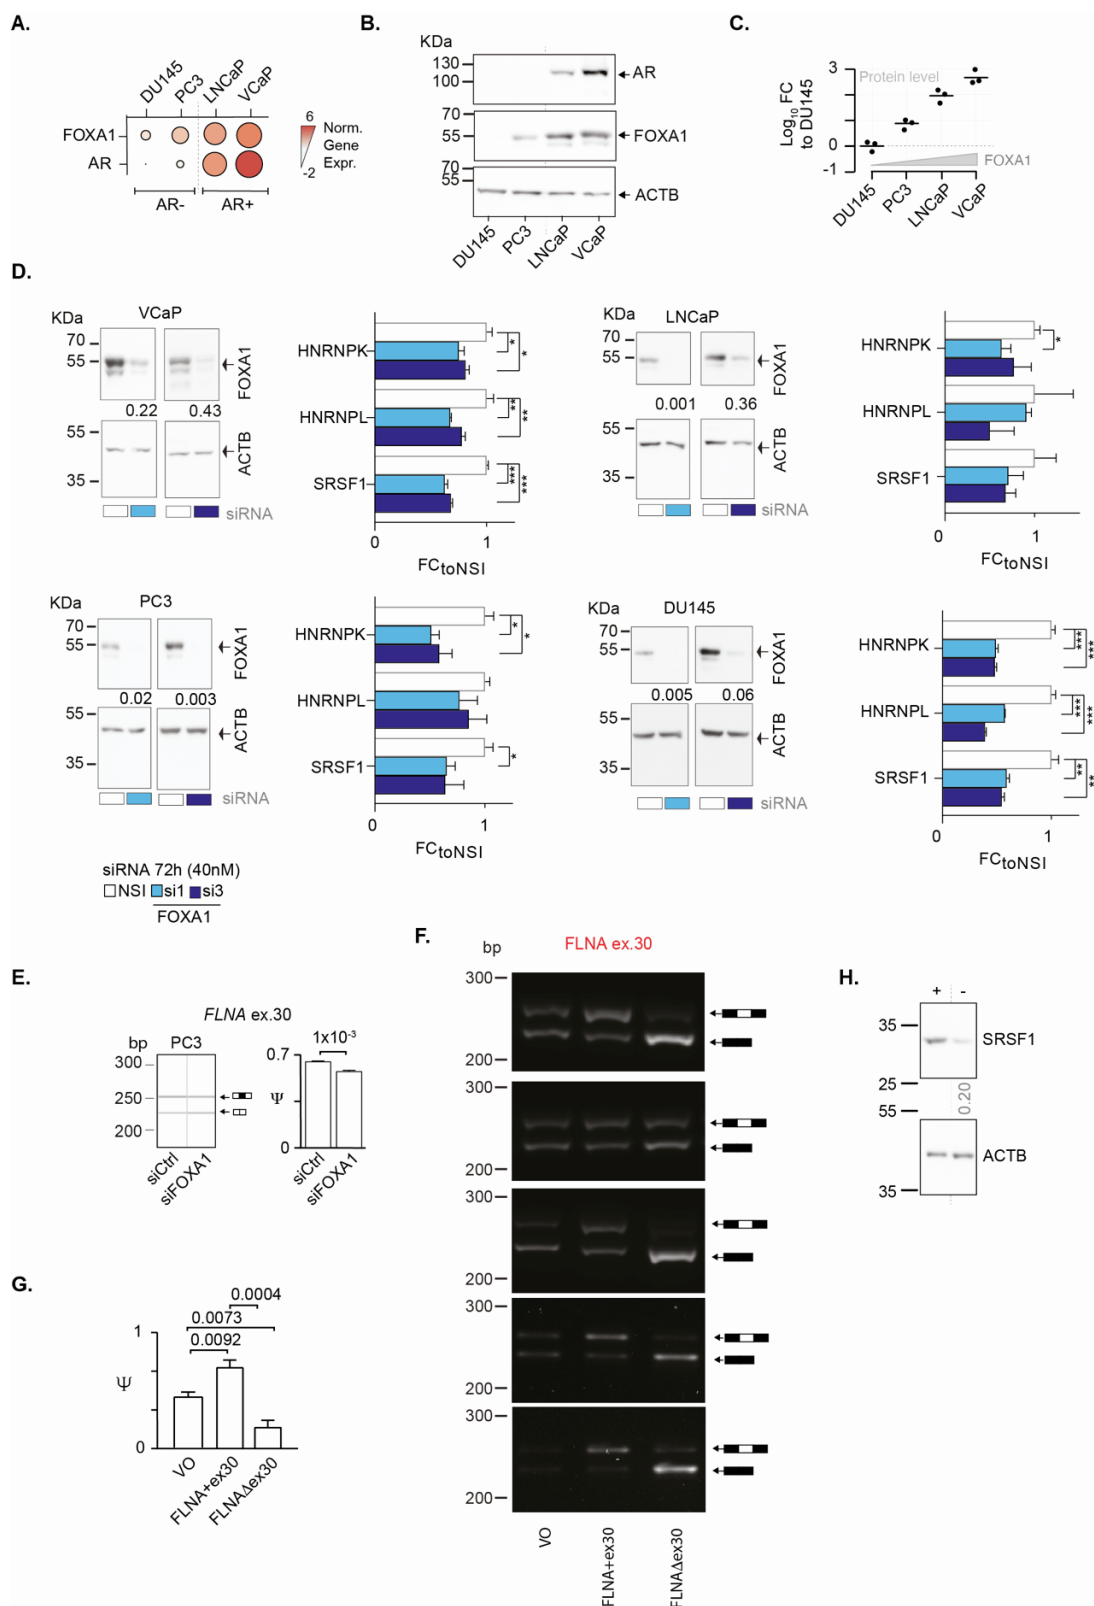 A.
DU145
PC3
LNCaP
VCaP
FOXA1
AR
6
Norm.
Gene
Expr.
-2
AR-
AR+
B.
KDa
130
100
AR
70
55
FOXA1
70
55
ACTB
DU145
PC3
LNCaP
VCaP
C.
Log10 FC
to DU145
3
0
-1
Protein level
FOXA1
DU145
PC3
LNCaP
VCaP
D.
KDa
VCaP
70
55
FOXA1
0.22
0.43
55
35
ACTB
siRNA
HNRNPK
*
*
HNRNPL
**
**
SRSF1
***
***
0
1
FCtoNSI
KDa
LNCaP
70
55
FOXA1
0.001
0.36
55
35
ACTB
siRNA
HNRNPK
*
HNRNPL
SRSF1
0
1
FCtoNSI
KDa
PC3
70
55
FOXA1
0.02
0.003
55
35
ACTB
siRNA
HNRNPK
*
*
HNRNPL
SRSF1
*
0
1
FCtoNSI
KDa
DU145
70
55
FOXA1
0.005
0.06
55
35
ACTB
siRNA
HNRNPK
***
***
HNRNPL
***
***
SRSF1
**
**
0
1
FCtoNSI
siRNA 72h (40nM)
NSI si1 si3
FOXA1
E.
FLNA ex.30
bp
PC3
300
250
200
siCtrl
siFOXA1
1x10-3
0.7
Ψ
0
siCtrl
siFOXA1
F.
bp
FLNA ex.30
300
200
200
300
200
300
200
300
200
VO
FLNA+ex30
FLNAΔex30
G.
0.0004
0.0073
0.0092
1
Ψ
0
VO
FLNA+ex30
FLNAΔex30
H.
+ -
35
SRSF1
25
0.20
55
ACTB
35